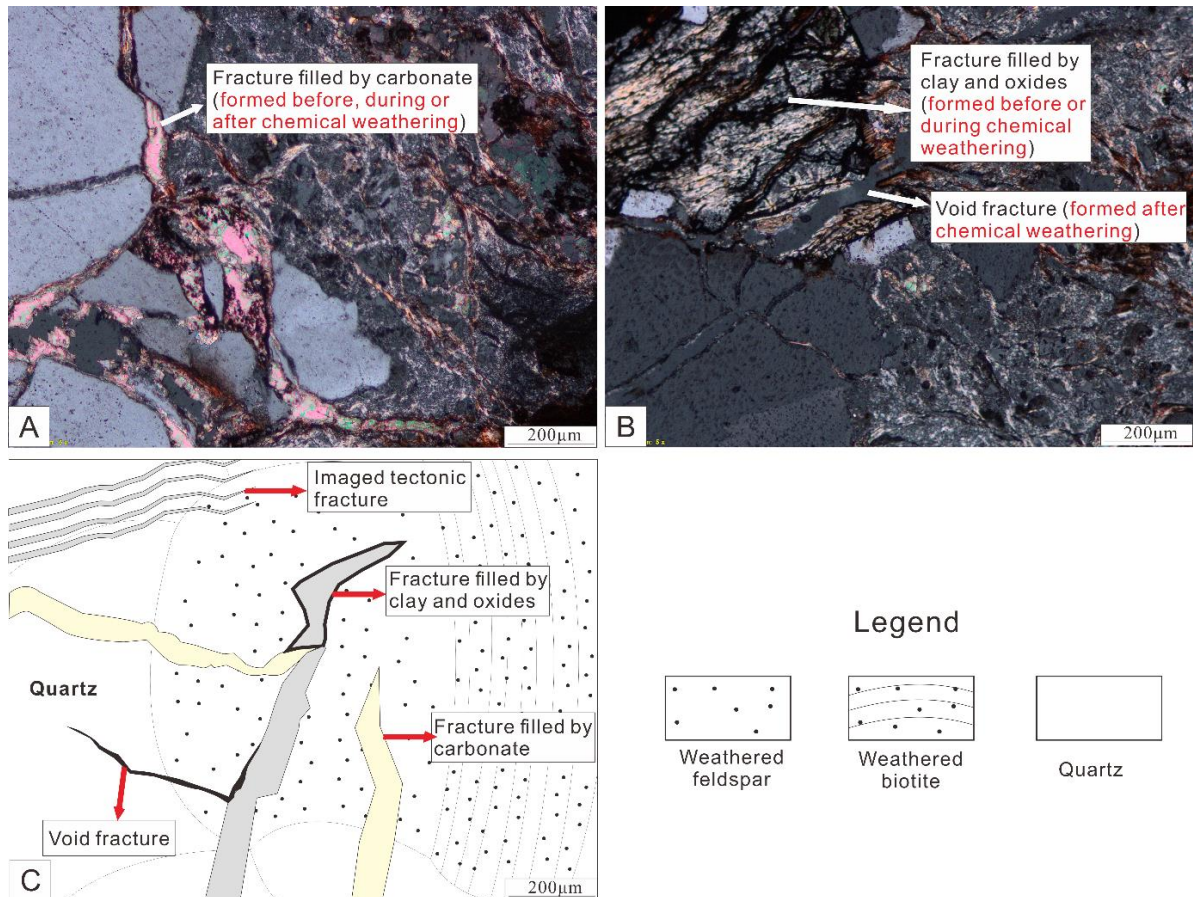 Fracture filled by carbonate
(formed before, during or
after chemical weathering)
A
200μm
Fracture filled by
clay and oxides
(formed before or
during chemical
weathering)
Void fracture (formed after
chemical weathering)
B
200μm
Imaged tectonic
fracture
Fracture filled by
clay and oxides
Quartz
Fracture filled by
carbonate
Void fracture
C
200μm
Legend
Weathered
feldspar
Weathered
biotite
Quartz